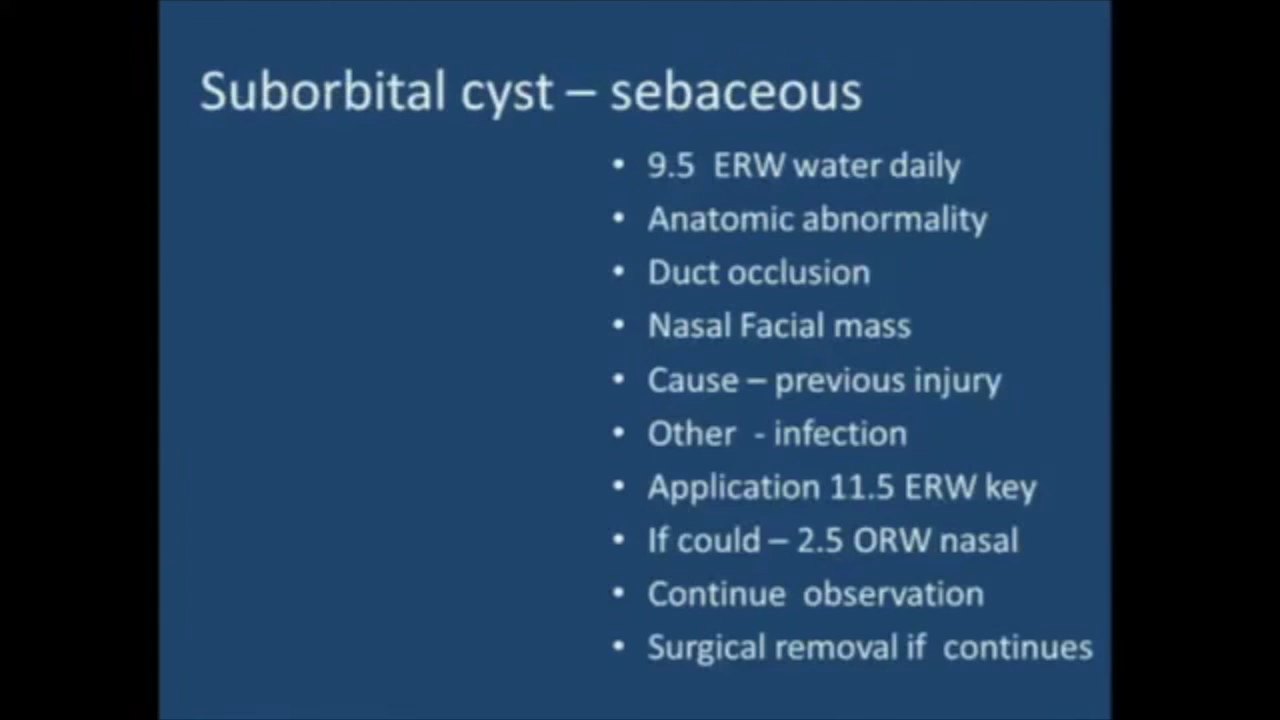 Suborbital cyst – sebaceous
• 9.5 ERW water daily
• Anatomic abnormality
• Duct occlusion
• Nasal Facial mass
• Cause – previous injury
• Other - infection
• Application 11.5 ERW key
• If could – 2.5 ORW nasal
• Continue observation
• Surgical removal if continues